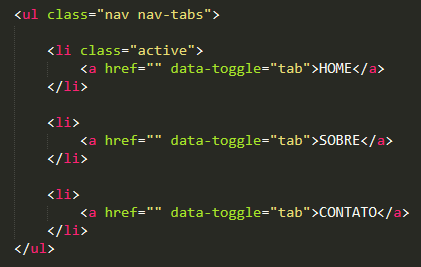 <ul class="nav nav-tabs">
<li class="active">
<a href="" data-toggle="tab">HOME</a>
</li>
<li>
<a href="" data-toggle="tab">SOBRE</a>
</li>
<li>
<a href="" data-toggle="tab">CONTATO</a>
</li>
</ul>